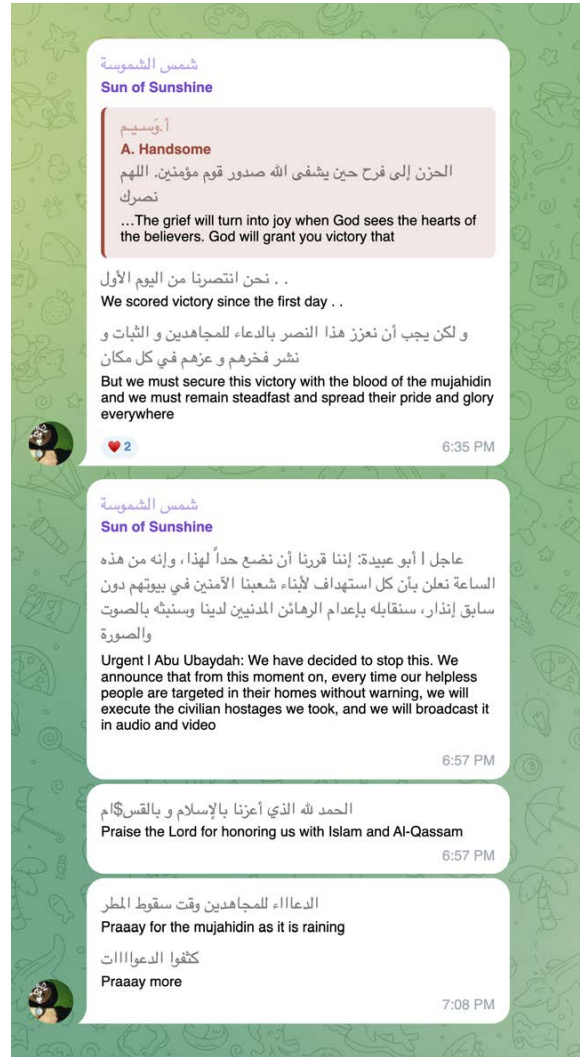 شمس الشموسة
Sun of Sunshine
أ.وَسيـم
A. Handsome
الحزن إلى فرح حين يشفى الله صدور قوم مؤمنين. اللهم
نصرك
…The grief will turn into joy when God sees the hearts of
the believers. God will grant you victory that
. . نحن انتصرنا من اليوم الأول
We scored victory since the first day . .
و لكن يجب أن نعزز هذا النصر بالدعاء للمجاهدين و الثبات و
نشر فخرهم و عزهم في كل مكان
But we must secure this victory with the blood of the mujahidin
and we must remain steadfast and spread their pride and glory
everywhere
❤ 2
6:35 PM
شمس الشموسة
Sun of Sunshine
عاجل | أبو عبيدة: إننا قررنا أن نضع حداً لهذا، وإنه من هذه
الساعة نعلن بأن كل استهداف لأبناء شعبنا الآمنين في بيوتهم دون
سابق إنذار، سنقابله بإعدام الرهائن المدنيين لدينا وسنبثه بالصوت
والصورة
Urgent l Abu Ubaydah: We have decided to stop this. We
announce that from this moment on, every time our helpless
people are targeted in their homes without warning, we will
execute the civilian hostages we took, and we will broadcast it
in audio and video
6:57 PM
الحمد لله الذي أعزنا بالإسلام و بالقس$ام
Praise the Lord for honoring us with Islam and Al-Qassam
6:57 PM
الدعااء للمجاهدين وقت سقوط المطر
Praaay for the mujahidin as it is raining
كثفوا الدعواااات
Praaay more
7:08 PM